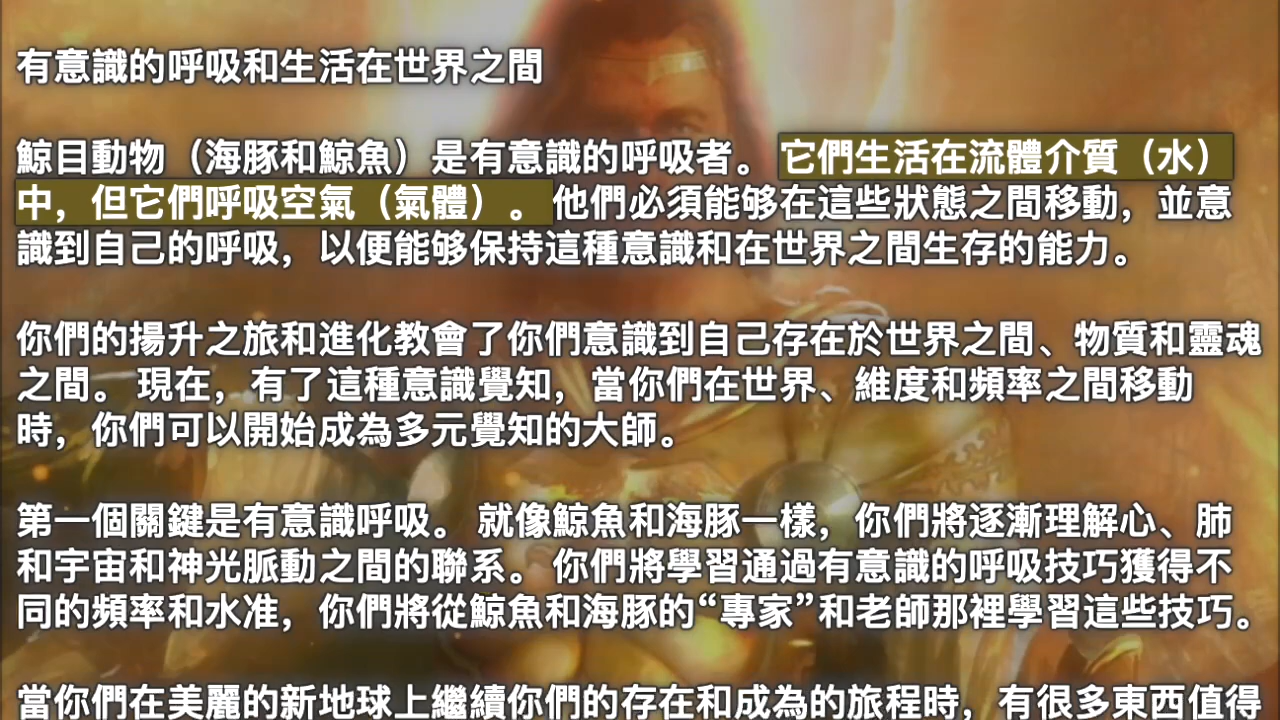 有意識的呼吸和生活在世界之間
鯨目動物（海豚和鯨魚）是有意識的呼吸者。 它們生活在流體介質（水）
中，但它們呼吸空氣（氣體）。 他們必須能够在這些狀態之間移動，並意
識到自己的呼吸，以便能够保持這種意識和在世界之間生存的能力。
你們的揚升之旅和進化教會了你們意識到自己存在於世界之間、物質和靈魂
之間。 現在，有了這種意識覺知，當你們在世界、維度和頻率之間移動
時，你們可以開始成為多元覺知的大師。
第一個關鍵是有意識呼吸。 就像鯨魚和海豚一樣，你們將逐漸理解心、肺
和宇宙和神光脈動之間的聯系。 你們將學習通過有意識的呼吸技巧獲得不
同的頻率和水准，你們將從鯨魚和海豚的“專家”和老師那裡學習這些技巧。
當你們在美麗的新地球上繼續你們的存在和成為的旅程時，有很多東西值得